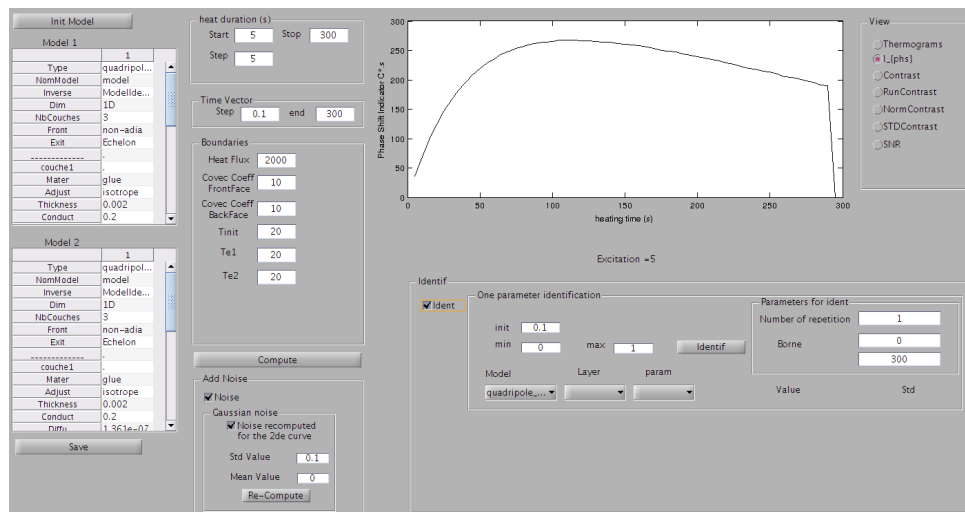 Init Model
Model 1
1
Type quadripol...
NomModel model
Inverse ModelIde...
Dim 1D
NbCouches 3
Front non-adia
Exit Echelon
------------- .
couche1 .
Mater glue
Adjust isotrope
Thickness 0.002
Conduct 0.2
Model 2
1
Type quadripol...
NomModel model
Inverse ModelIde...
Dim 1D
NbCouches 3
Front non-adia
Exit Echelon
------------- .
couche1 .
Mater glue
Adjust isotrope
Thickness 0.002
Conduct 0.2
Diffu 1.361e-07
Save
heat duration (s)
Start 5 Stop 300
Step 5
Time Vector
Step 0.1 end 300
Boundaries
Heat Flux 2000
Covec Coeff
FrontFace 10
Covec Coeff
BackFace 10
Tinit 20
Te1 20
Te2 20
Compute
Add Noise
Noise
Gaussian noise
Noise recomputed
for the 2de curve
Std Value 0.1
Mean Value 0
Re-Compute
Phase Shift Indicator C°.s
300
250
200
150
100
50
0
0 50 100 150 200 250 300
heating time (s)
Excitation =5
View
Thermograms
I_{phs}
Contrast
RunContrast
NormContrast
STDContrast
SNR
Identif
Ident
One parameter identification
init 0.1
min 0 max 1 Identif
Model Layer param
quadripole_...
Parameters for ident
Number of repetition 1
Borne 0
300
Value Std